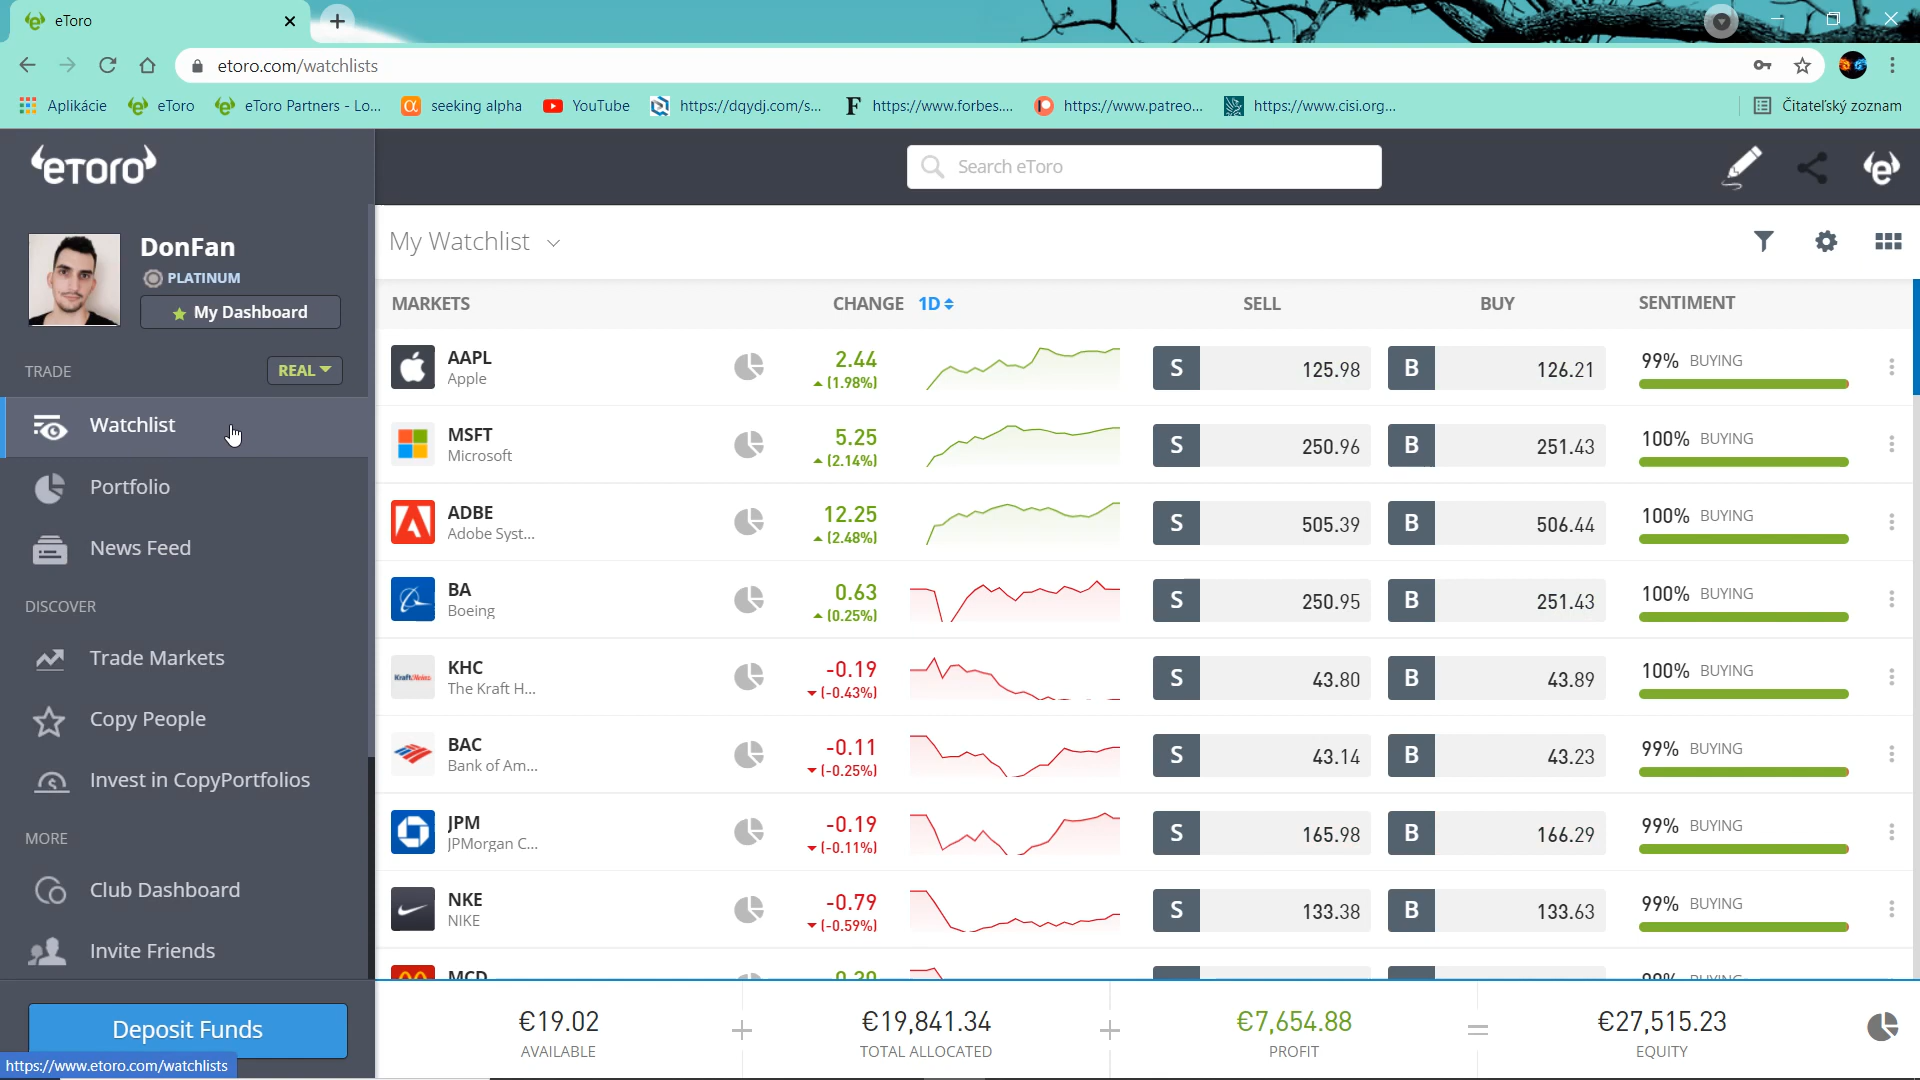 eToro
etoro.com/watchlists
Aplikácie eToro eToro Partners - Lo... seeking alpha YouTube https://dqydj.com/s... https://www.forbes.... https://www.patreo... https://www.cisi.org... Čitateľský zoznam
eTORO
Search eToro
DonFan
PLATINUM
My Dashboard
TRADE REAL
Watchlist
Portfolio
News Feed
DISCOVER
Trade Markets
Copy People
Invest in CopyPortfolios
MORE
Club Dashboard
Invite Friends
Deposit Funds
https://www.etoro.com/watchlists
My Watchlist
MARKETS CHANGE 1D SELL BUY SENTIMENT
AAPL 2.44 S 125.98 B 126.21 99% BUYING
Apple (1.98%)
MSFT 5.25 S 250.96 B 251.43 100% BUYING
Microsoft (2.14%)
ADBE 12.25 S 505.39 B 506.44 100% BUYING
Adobe Syst... (2.48%)
BA 0.63 S 250.95 B 251.43 100% BUYING
Boeing (0.25%)
KHC -0.19 S 43.80 B 43.89 100% BUYING
Kraft Heinz The Kraft H... (-0.43%)
BAC -0.11 S 43.14 B 43.23 99% BUYING
Bank of Am... (-0.25%)
JPM -0.19 S 165.98 B 166.29 99% BUYING
JPMorgan C... (-0.11%)
NKE -0.79 S 133.38 B 133.63 99% BUYING
NIKE (-0.59%)
MCD 0.20 99% BUYING
€19.02 + €19,841.34 + €7,654.88 = €27,515.23
AVAILABLE TOTAL ALLOCATED PROFIT EQUITY